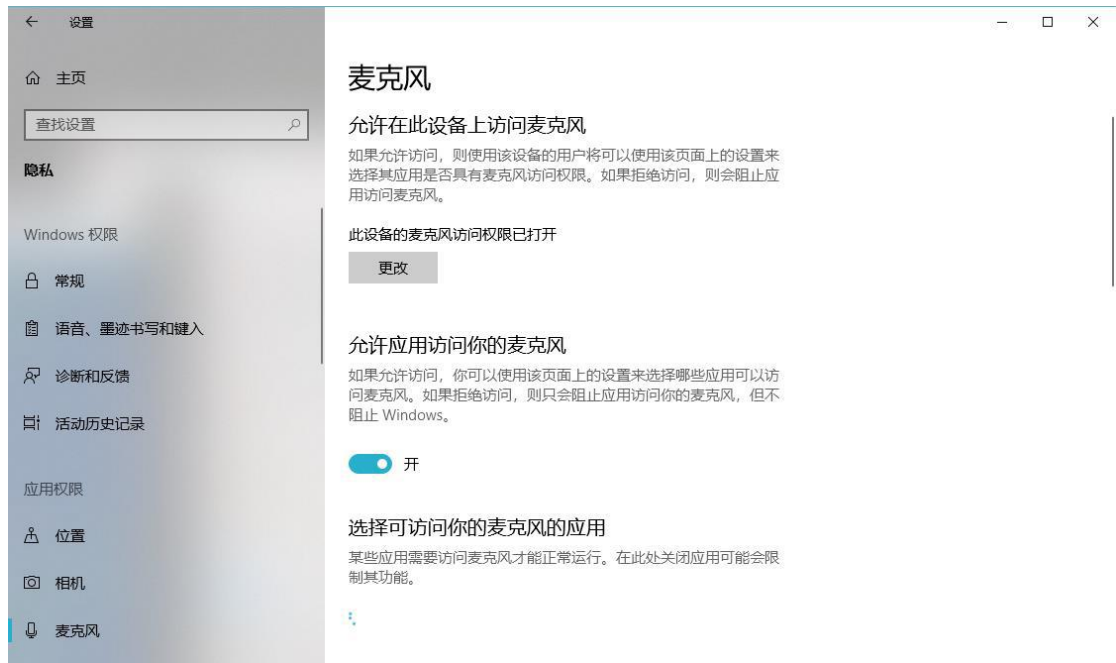 设置
主页
查找设置
隐私
Windows 权限
常规
语音、墨迹书写和键入
诊断和反馈
活动历史记录
应用权限
位置
相机
麦克风
麦克风
允许在此设备上访问麦克风
如果允许访问，则使用该设备的用户将可以使用该页面上的设置来
选择其应用是否具有麦克风访问权限。如果拒绝访问，则会阻止应
用访问麦克风。
此设备的麦克风访问权限已打开
更改
允许应用访问你的麦克风
如果允许访问，你可以使用该页面上的设置来选择哪些应用可以访
问麦克风。如果拒绝访问，则只会阻止应用访问你的麦克风，但不
阻止 Windows。
开
选择可访问你的麦克风的应用
某些应用需要访问麦克风才能正常运行。在此处关闭应用可能会限
制其功能。